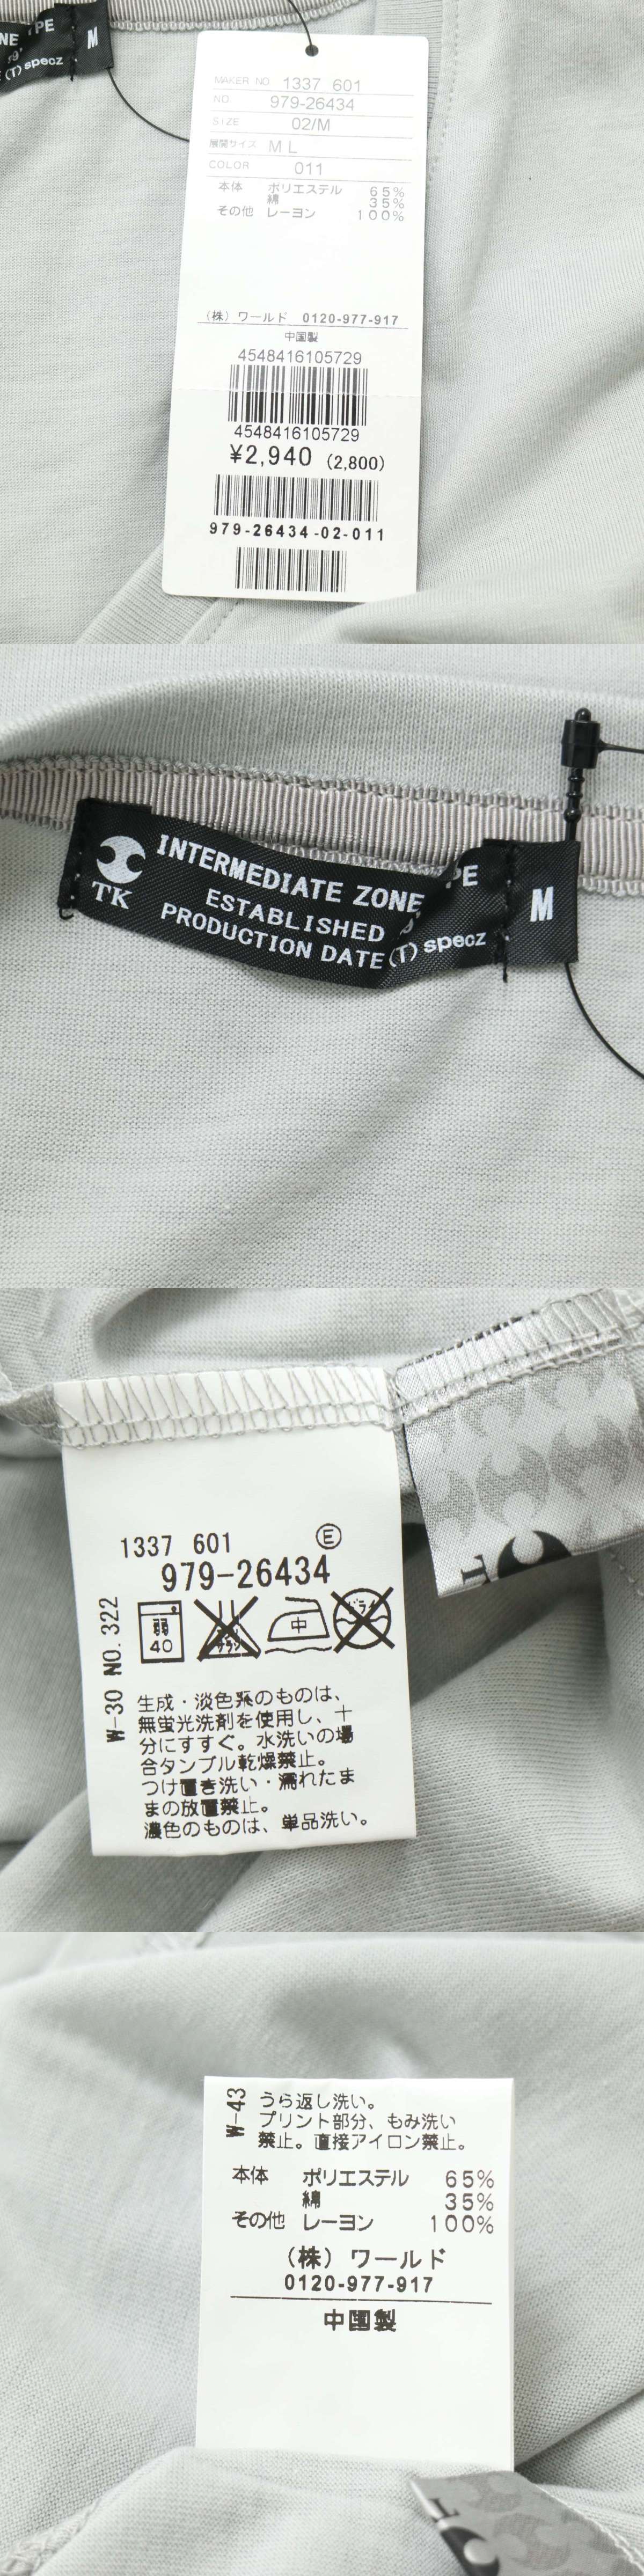 M
specz
MAKER NO 1337 601
NO 979-26434
SIZE 02/M
展開サイズ M L
COLOR 011
本体 ポリエステル 65%
綿 35%
その他 レーヨン 100%
(株) ワールド 0120-977-917
中国製
4548416105729
4548416105729
¥2,940 (2,800)
979-26434-02-011
TK
INTERMEDIATE ZONE PE
ESTABLISHED
PRODUCTION DATE (T) specz
M
1337 601 E
979-26434
弱
40
サラシ
中
ドライ
W-30 NO.322
生成・淡色系のものは、
無蛍光洗剤を使用し、十
分にすすぐ。水洗いの場
合タンブル乾燥禁止。
つけ置き洗い・濡れたま
まの放置禁止。
濃色のものは、単品洗い。
W-43
うら返し洗い。
プリント部分、もみ洗い
禁止。直接アイロン禁止。
本体 ポリエステル 65%
綿 35%
その他 レーヨン 100%
(株) ワールド
0120-977-917
中国製